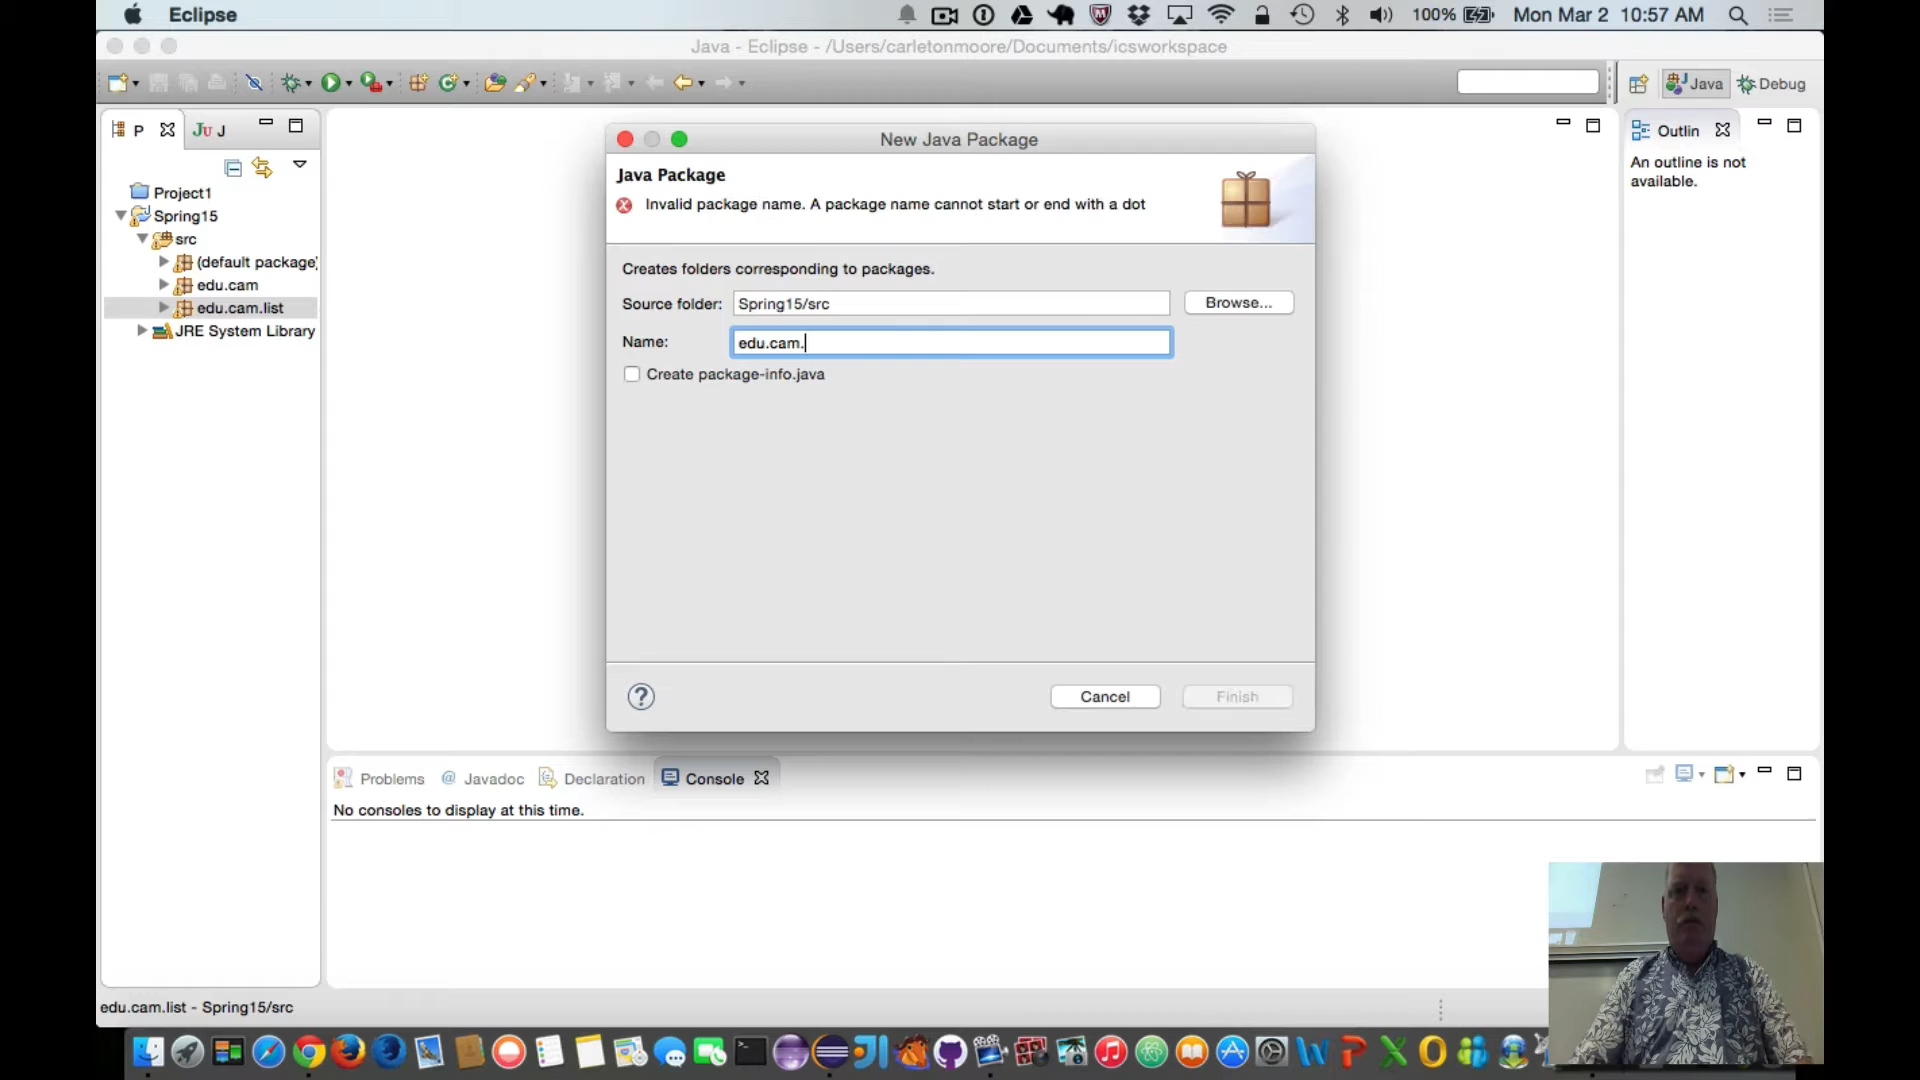 Eclipse
100%
Mon Mar 2 10:57 AM
Java - Eclipse - /Users/carletonmoore/Documents/icsworkspace
Java
Debug
P
JU J
Outlin
An outline is not
available.
Project1
Spring15
src
(default package)
edu.cam
edu.cam.list
JRE System Library
New Java Package
Java Package
Invalid package name. A package name cannot start or end with a dot
Creates folders corresponding to packages.
Source folder: Spring15/src Browse...
Name: edu.cam.
Create package-info.java
? Cancel Finish
Problems @ Javadoc Declaration Console
No consoles to display at this time.
edu.cam.list - Spring15/src